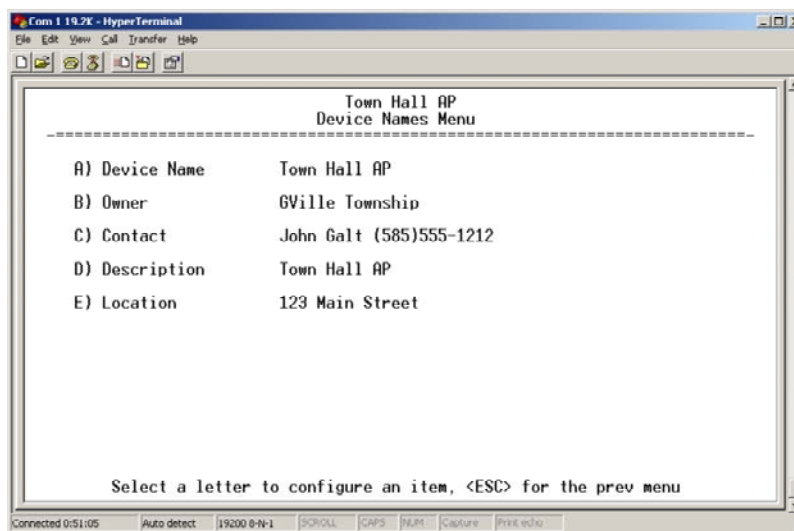 Com 1 19.2K - HyperTerminal
File Edit View Call Transfer Help
Town Hall AP
Device Names Menu
-==========================================================================-
A) Device Name Town Hall AP
B) Owner GVille Township
C) Contact John Galt (585)555-1212
D) Description Town Hall AP
E) Location 123 Main Street
Select a letter to configure an item, <ESC> for the prev menu
Connected 0:51:05 Auto detect 19200 8-N-1 SCROLL CAPS NUM Capture Print echo